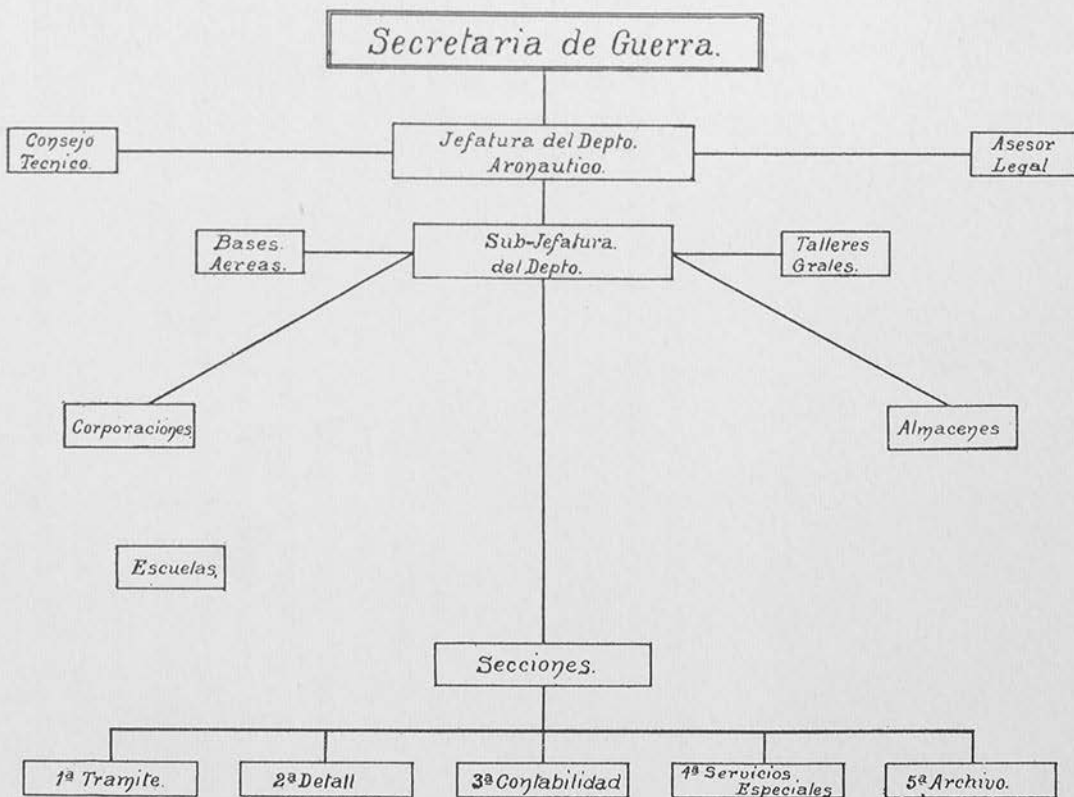 Secretaria de Guerra.
Consejo
Tecnico.
Jefatura del Depto.
Aronautico.
Asesor
Legal
Bases.
Aereas.
Sub-Jefatura.
del Depto.
Talleres
Grales.
Corporaciones
Almacenes
Escuelas,
Secciones.
1ª Tramite.
2ª Detall
3ª Contabilidad
4ª Servicios.
Especiales
5ª Archivo.